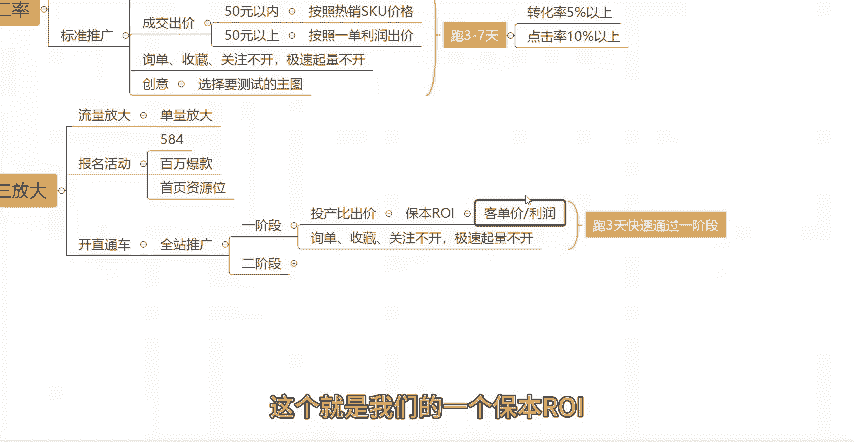 二率
标准推广
成交出价
50元以内
按照热销SKU价格
50元以上
按照一单利润出价
询单、收藏、关注不开，极速起量不开
创意
选择要测试的主图
跑3-7天
转化率5%以上
点击率10%以上
三放大
流量放大
单量放大
报名活动
584
百万爆款
首页资源位
开直通车
全站推广
一阶段
投产比出价
保本ROI
客单价/利润
询单、收藏、关注不开，极速起量不开
跑3天快速通过一阶段
二阶段
这个就是我们的一个保本ROI